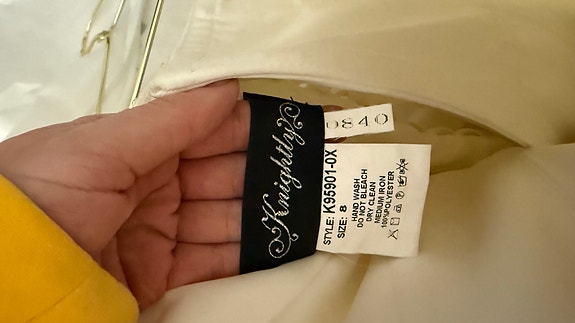 Knightly
0840
STYLE: K95901-0X
SIZE: 8
HAND WASH
DO NOT BLEACH
DRY CLEAN
MEDIUM IRON
100%POLYESTER